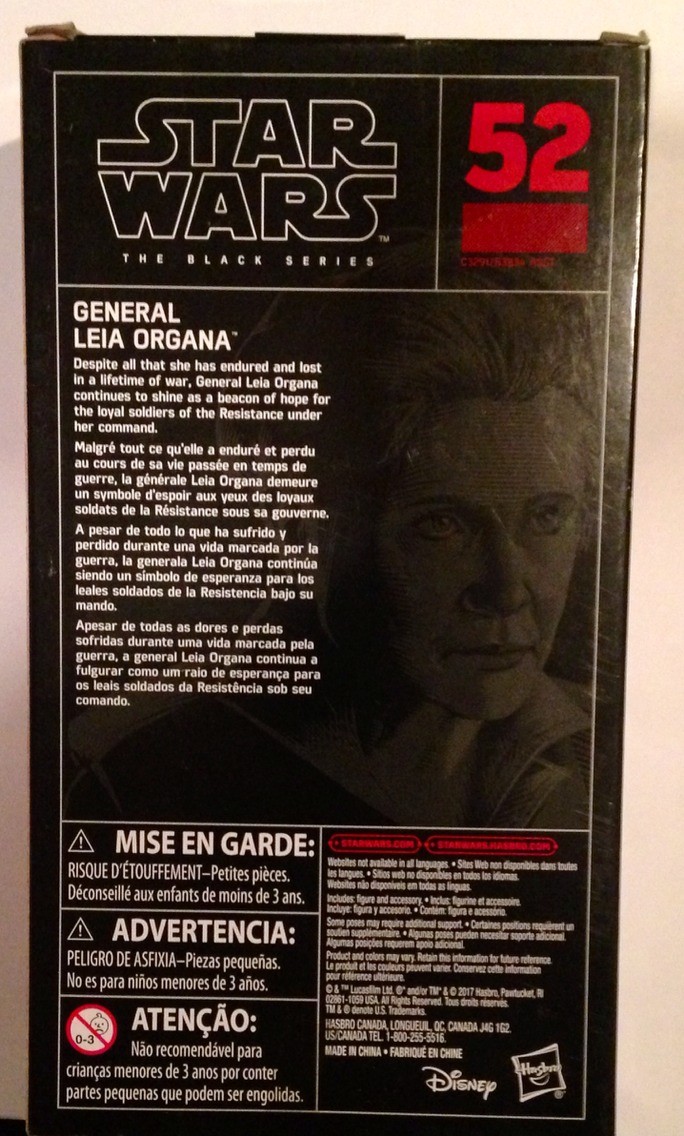 STAR
WARS™
THE BLACK SERIES
52
GENERAL
LEIA ORGANA™
Despite all that she has endured and lost
in a lifetime of war, General Leia Organa
continues to shine as a beacon of hope for
the loyal soldiers of the Resistance under
her command.
Malgré tout ce qu'elle a enduré et perdu
au cours de sa vie passée en temps de
guerre, la générale Leia Organa demeure
un symbole d'espoir aux yeux des loyaux
soldats de la Résistance sous sa gouverne.
A pesar de todo lo que ha sufrido y
perdido durante una vida marcada por la
guerra, la generala Leia Organa continúa
siendo un símbolo de esperanza para los
leales soldados de la Resistencia bajo su
mando.
Apesar de todas as dores e perdas
sofridas durante uma vida marcada pela
guerra, a general Leia Organa continua a
fulgurar como um raio de esperança para
os leais soldados da Resistência sob seu
comando.
MISE EN GARDE:
RISQUE D'ÉTOUFFEMENT–Petites pièces.
Déconseillé aux enfants de moins de 3 ans.
ADVERTENCIA:
PELIGRO DE ASFIXIA–Piezas pequeñas.
No es para niños menores de 3 años.
0-3
ATENÇÃO:
Não recomendável para
crianças menores de 3 anos por conter
partes pequenas que podem ser engolidas.
• STARWARS.COM • • STARWARS.HASBRO.COM •
Websites not available in all languages. • Sites Web non disponibles dans toutes
les langues. • Sitios web no disponibles en todos los idiomas.
Websites não disponíveis em todas as línguas.
Includes: figure and accessory. • Inclus: figurine et accessoire.
Incluye: figura y accesorio. • Contém: figura e acessório.
Some poses may require additional support. • Certaines positions requièrent un
soutien supplémentaire. • Algunas poses pueden necesitar soporte adicional.
Algumas posições requerem apoio adicional.
Product and colors may vary. Retain this information for future reference.
Le produit et les couleurs peuvent varier. Conservez cette information
pour référence ultérieure.
© & ™ Lucasfilm Ltd. ®* and/or TM* & © 2017 Hasbro, Pawtucket, RI
02861-1059 USA. All Rights Reserved. Tous droits réservés.
TM & ® denote U.S. Trademarks.
HASBRO CANADA, LONGUEUIL, QC, CANADA J4G 1G2.
US/CANADA TEL. 1-800-255-5516.
MADE IN CHINA • FABRIQUÉ EN CHINE
DISNEY
Hasbro